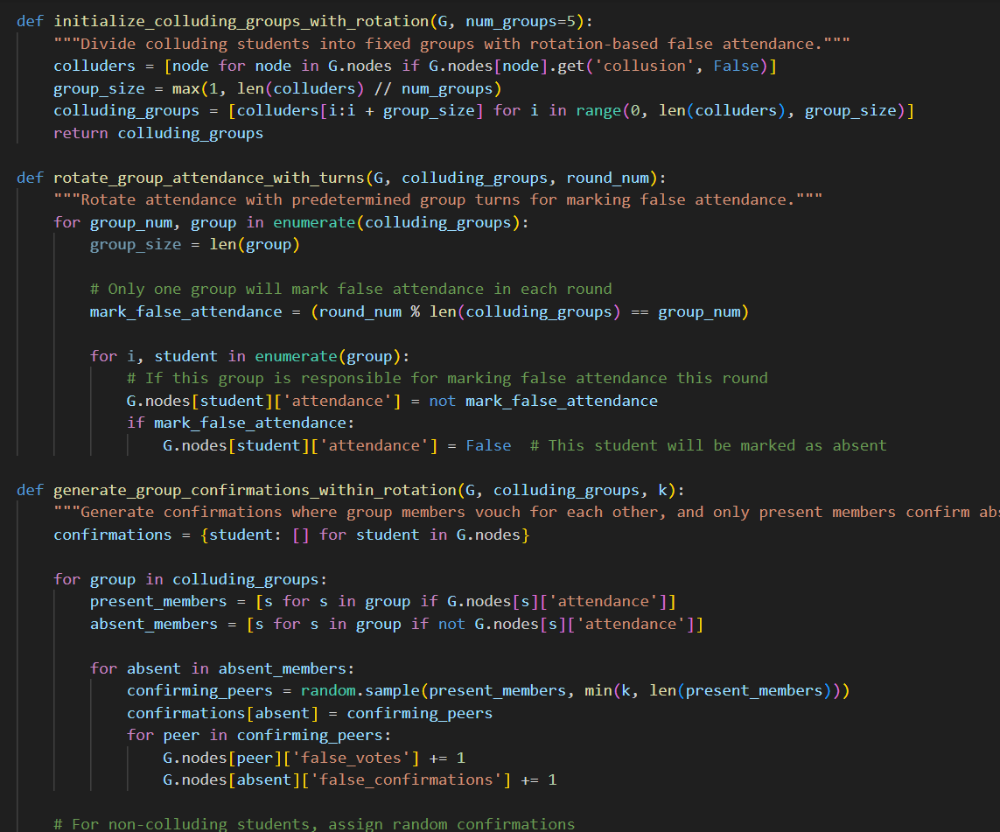 def initialize_colluding_groups_with_rotation(G, num_groups=5):
    """Divide colluding students into fixed groups with rotation-based false attendance."""
    colluders = [node for node in G.nodes if G.nodes[node].get('collusion', False)]
    group_size = max(1, len(colluders) // num_groups)
    colluding_groups = [colluders[i:i + group_size] for i in range(0, len(colluders), group_size)]
    return colluding_groups

def rotate_group_attendance_with_turns(G, colluding_groups, round_num):
    """Rotate attendance with predetermined group turns for marking false attendance."""
    for group_num, group in enumerate(colluding_groups):
        group_size = len(group)

        # Only one group will mark false attendance in each round
        mark_false_attendance = (round_num % len(colluding_groups) == group_num)

        for i, student in enumerate(group):
            # If this group is responsible for marking false attendance this round
            G.nodes[student]['attendance'] = not mark_false_attendance
            if mark_false_attendance:
                G.nodes[student]['attendance'] = False  # This student will be marked as absent

def generate_group_confirmations_within_rotation(G, colluding_groups, k):
    """Generate confirmations where group members vouch for each other, and only present members confirm abs
    confirmations = {student: [] for student in G.nodes}

    for group in colluding_groups:
        present_members = [s for s in group if G.nodes[s]['attendance']]
        absent_members = [s for s in group if not G.nodes[s]['attendance']]

        for absent in absent_members:
            confirming_peers = random.sample(present_members, min(k, len(present_members)))
            confirmations[absent] = confirming_peers
            for peer in confirming_peers:
                G.nodes[peer]['false_votes'] += 1
                G.nodes[absent]['false_confirmations'] += 1

    # For non-colluding students, assign random confirmations